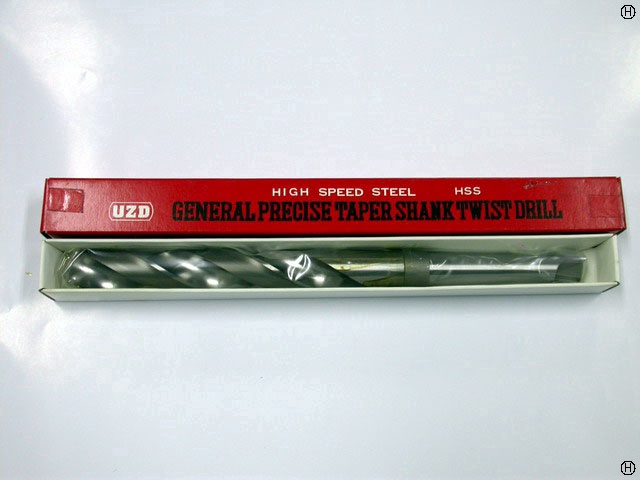 H
HIGH SPEED STEEL HSS
UZD GENERAL PRECISE TAPER SHANK TWIST DRILL
H